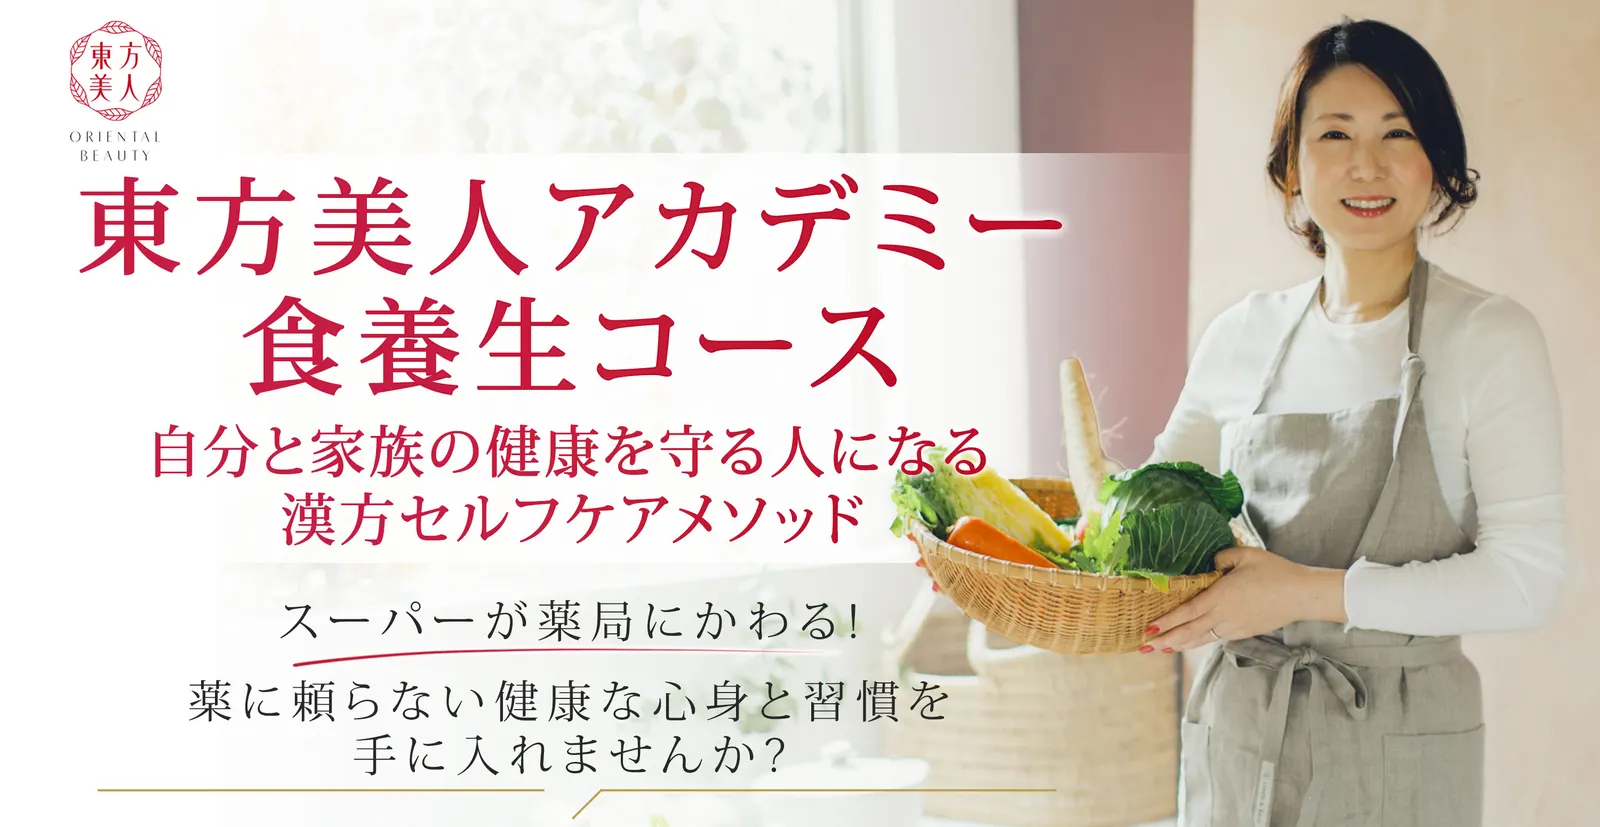 東方
美人
ORIENTAL
BEAUTY
東方美人アカデミー
食養生コース
自分と家族の健康を守る人になる
漢方セルフケアメソッド
スーパーが薬局にかわる!
薬に頼らない健康な心身と習慣を
手に入れませんか?